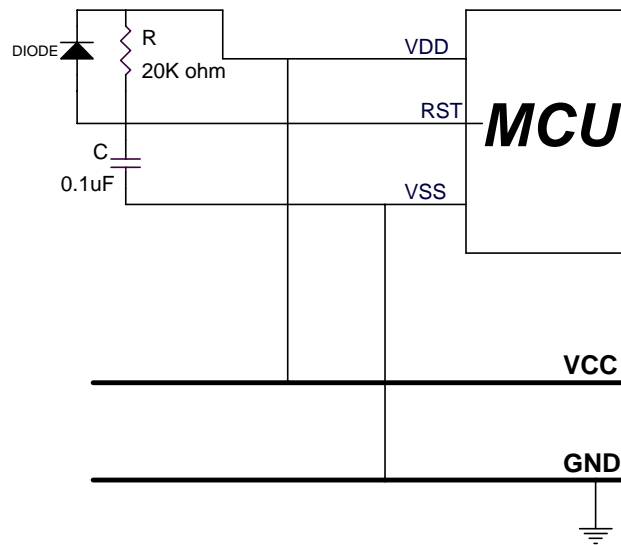 R
VDD
DIODE
20K ohm
RST
MCU
C
0.1uF
VSS
VCC
GND